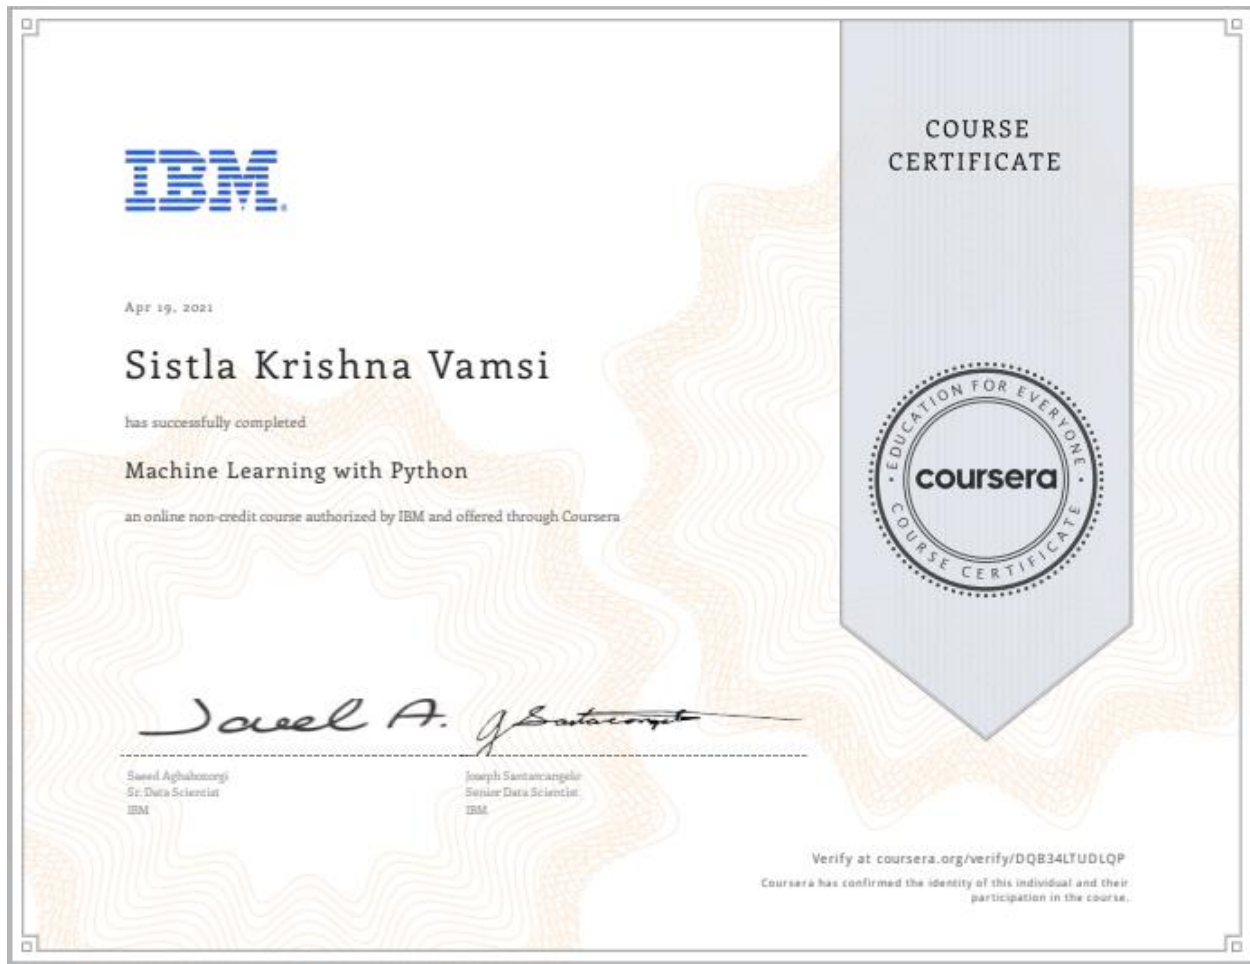 IBM
COURSE
CERTIFICATE
Apr 19, 2021
Sistla Krishna Vamsi
has successfully completed
Machine Learning with Python
an online non-credit course authorized by IBM and offered through Coursera
EDUCATION FOR EVERYONE
coursera
COURSE CERTIFICATE
Saeed Aghabozorgi
Sr. Data Scientist
IBM
Joseph Santarcangelo
Senior Data Scientist
IBM
Verify at coursera.org/verify/DQB34LTUDLQP
Coursera has confirmed the identity of this individual and their
participation in the course.